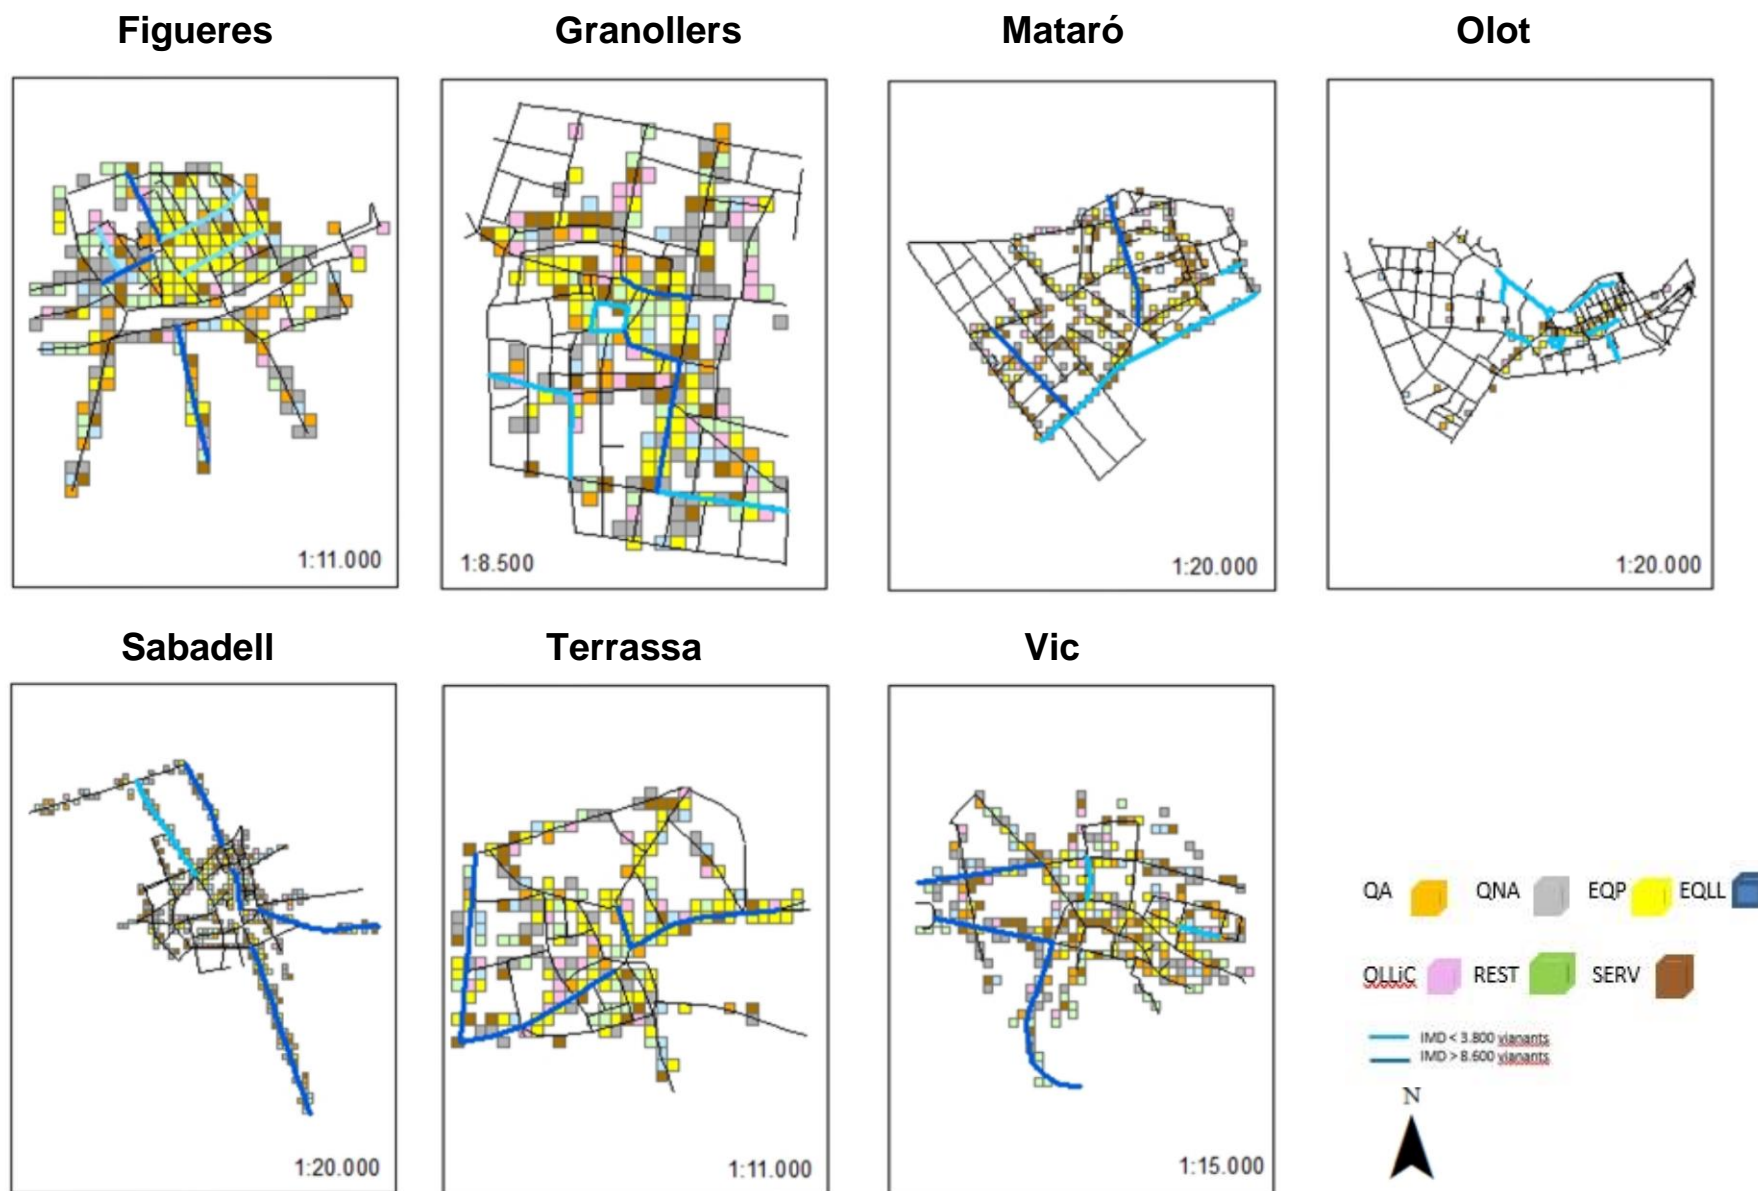 Figueres
Granollers
Mataró
Olot
1:11.000
1:8.500
1:20.000
1:20.000
Sabadell
Terrassa
Vic
1:20.000
1:11.000
1:15.000
QA QNA EQP EQLL
OLLiC REST SERV
IMD < 3.800 vianants
IMD > 8.600 vianants
N